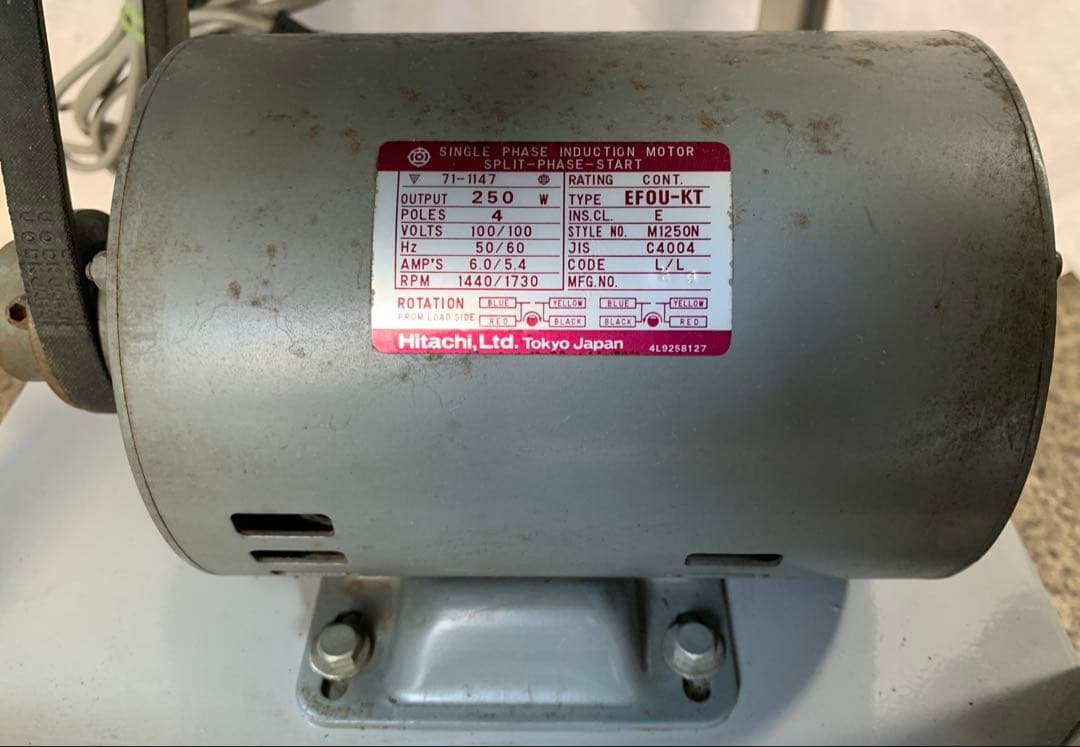 SINGLE PHASE INDUCTION MOTOR
SPLIT-PHASE-START
71-1147
RATING CONT.
OUTPUT 250 W
TYPE EFOU-KT
POLES 4
INS.CL. E
VOLTS 100/100
STYLE NO. M1250N
Hz 50/60
JIS C4004
AMP'S 6.0/5.4
CODE L/L
RPM 1440/1730
MFG.NO.
ROTATION
FROM LOAD SIDE
BLUE YELLOW BLUE YELLOW
RED BLACK BLACK RED
Hitachi,Ltd. Tokyo Japan
4L9258127